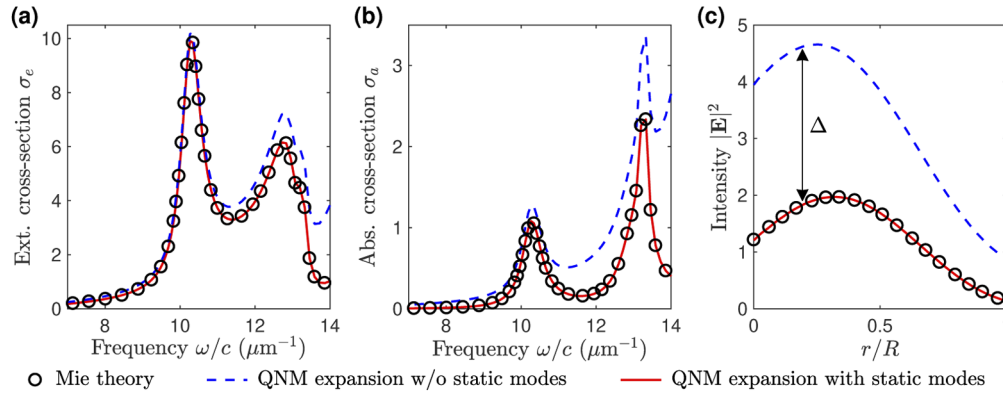 (a)
Ext. cross-section σₑ
10
8
6
4
2
0
8 10 12 14
Frequency ω/c (μm⁻¹)
(b)
Abs. cross-section σₐ
3
2
1
0
8 10 12 14
Frequency ω/c (μm⁻¹)
(c)
Intensity |E|²
5
4
3
2
1
0
0 0.5
r/R
Δ
Mie theory
QNM expansion w/o static modes
QNM expansion with static modes